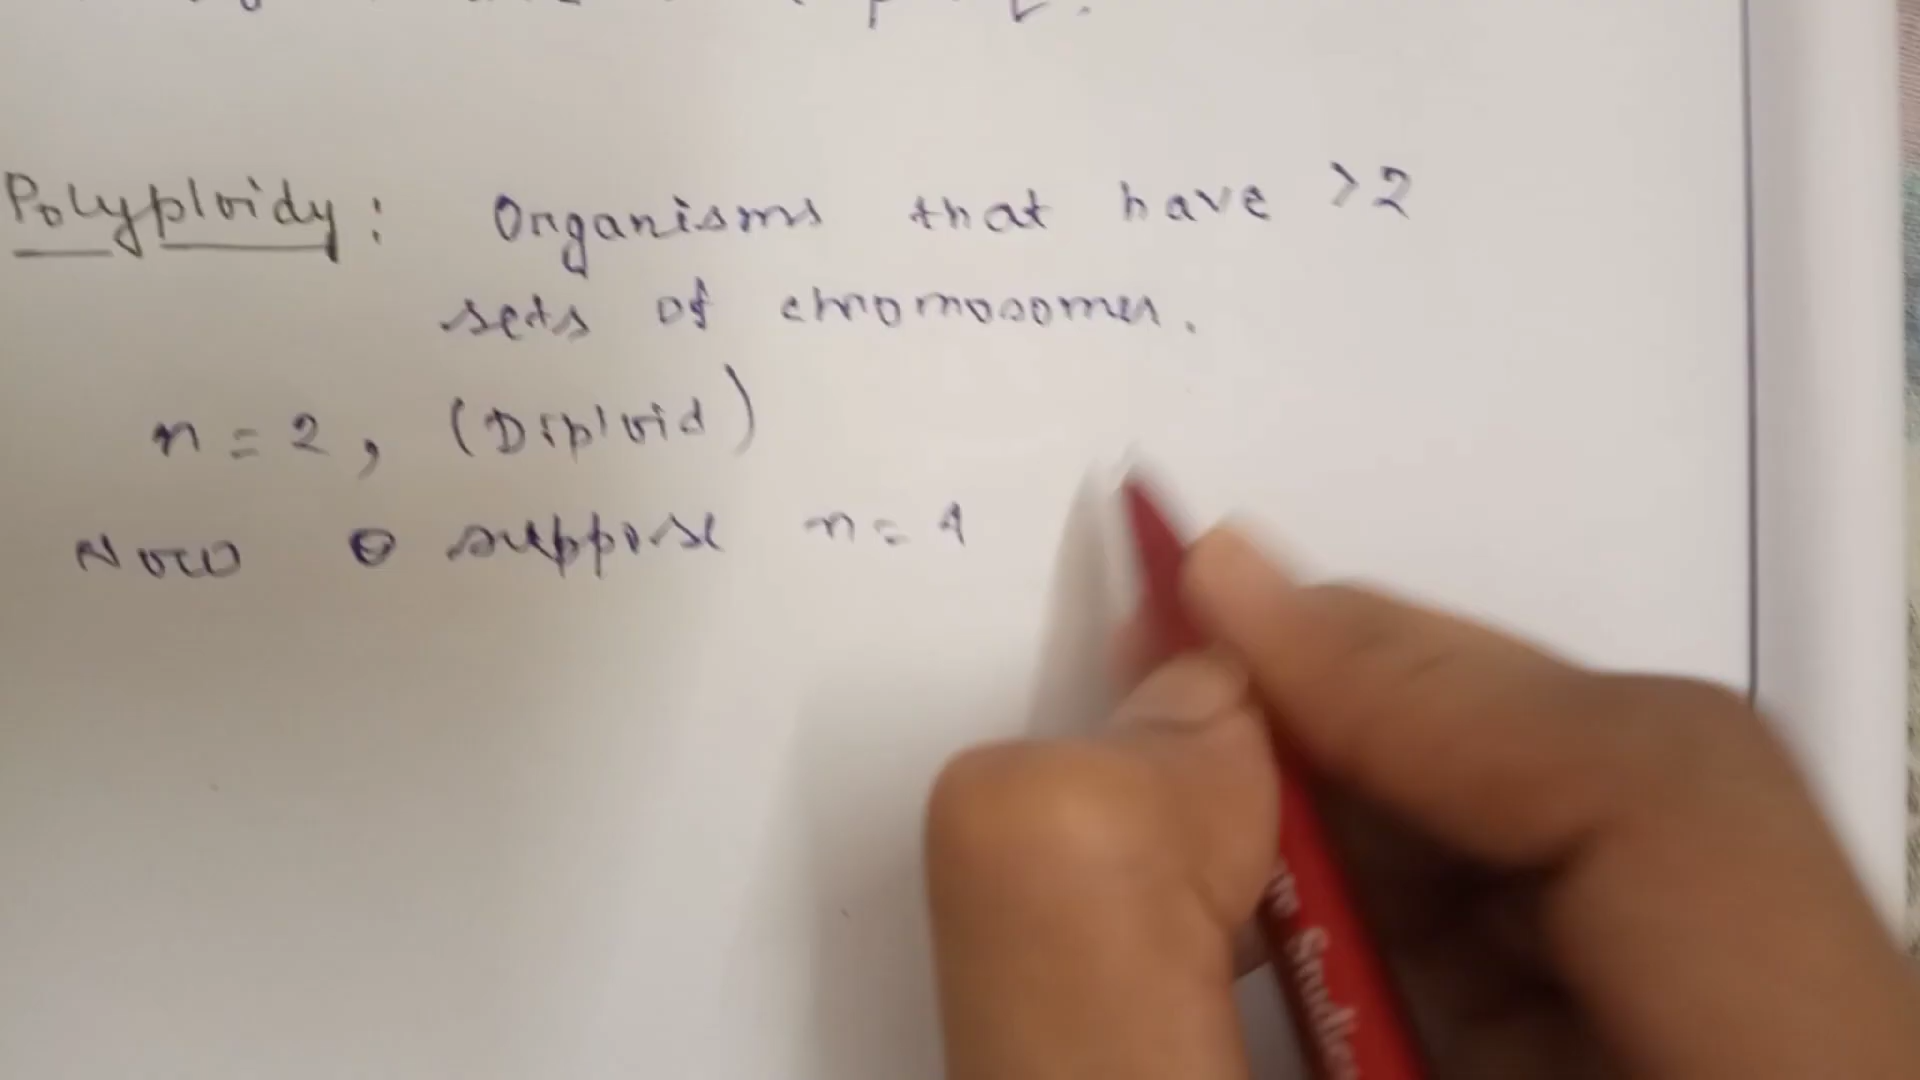 Polyploidy: Organisms that have >2
sets of chromosomes.
n = 2, (Diploid)
Now suppose n = 4